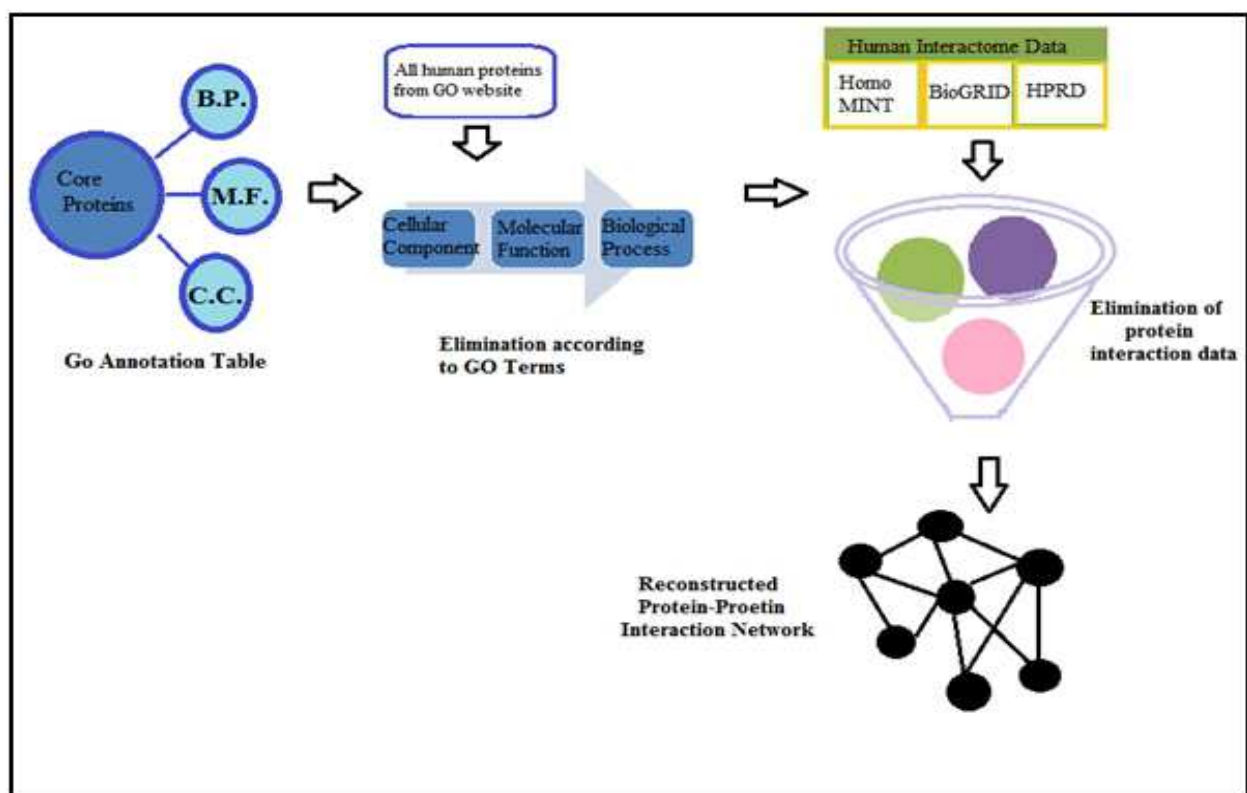 Core
Proteins
B.P.
M.F.
C.C.
Go Annotation Table
All human proteins
from GO website
Cellular
Component
Molecular
Function
Biological
Process
Elimination according
to GO Terms
Human Interactome Data
Homo
MINT
BioGRID
HPRD
Elimination of
protein
interaction data
Reconstructed
Protein-Proetin
Interaction Network